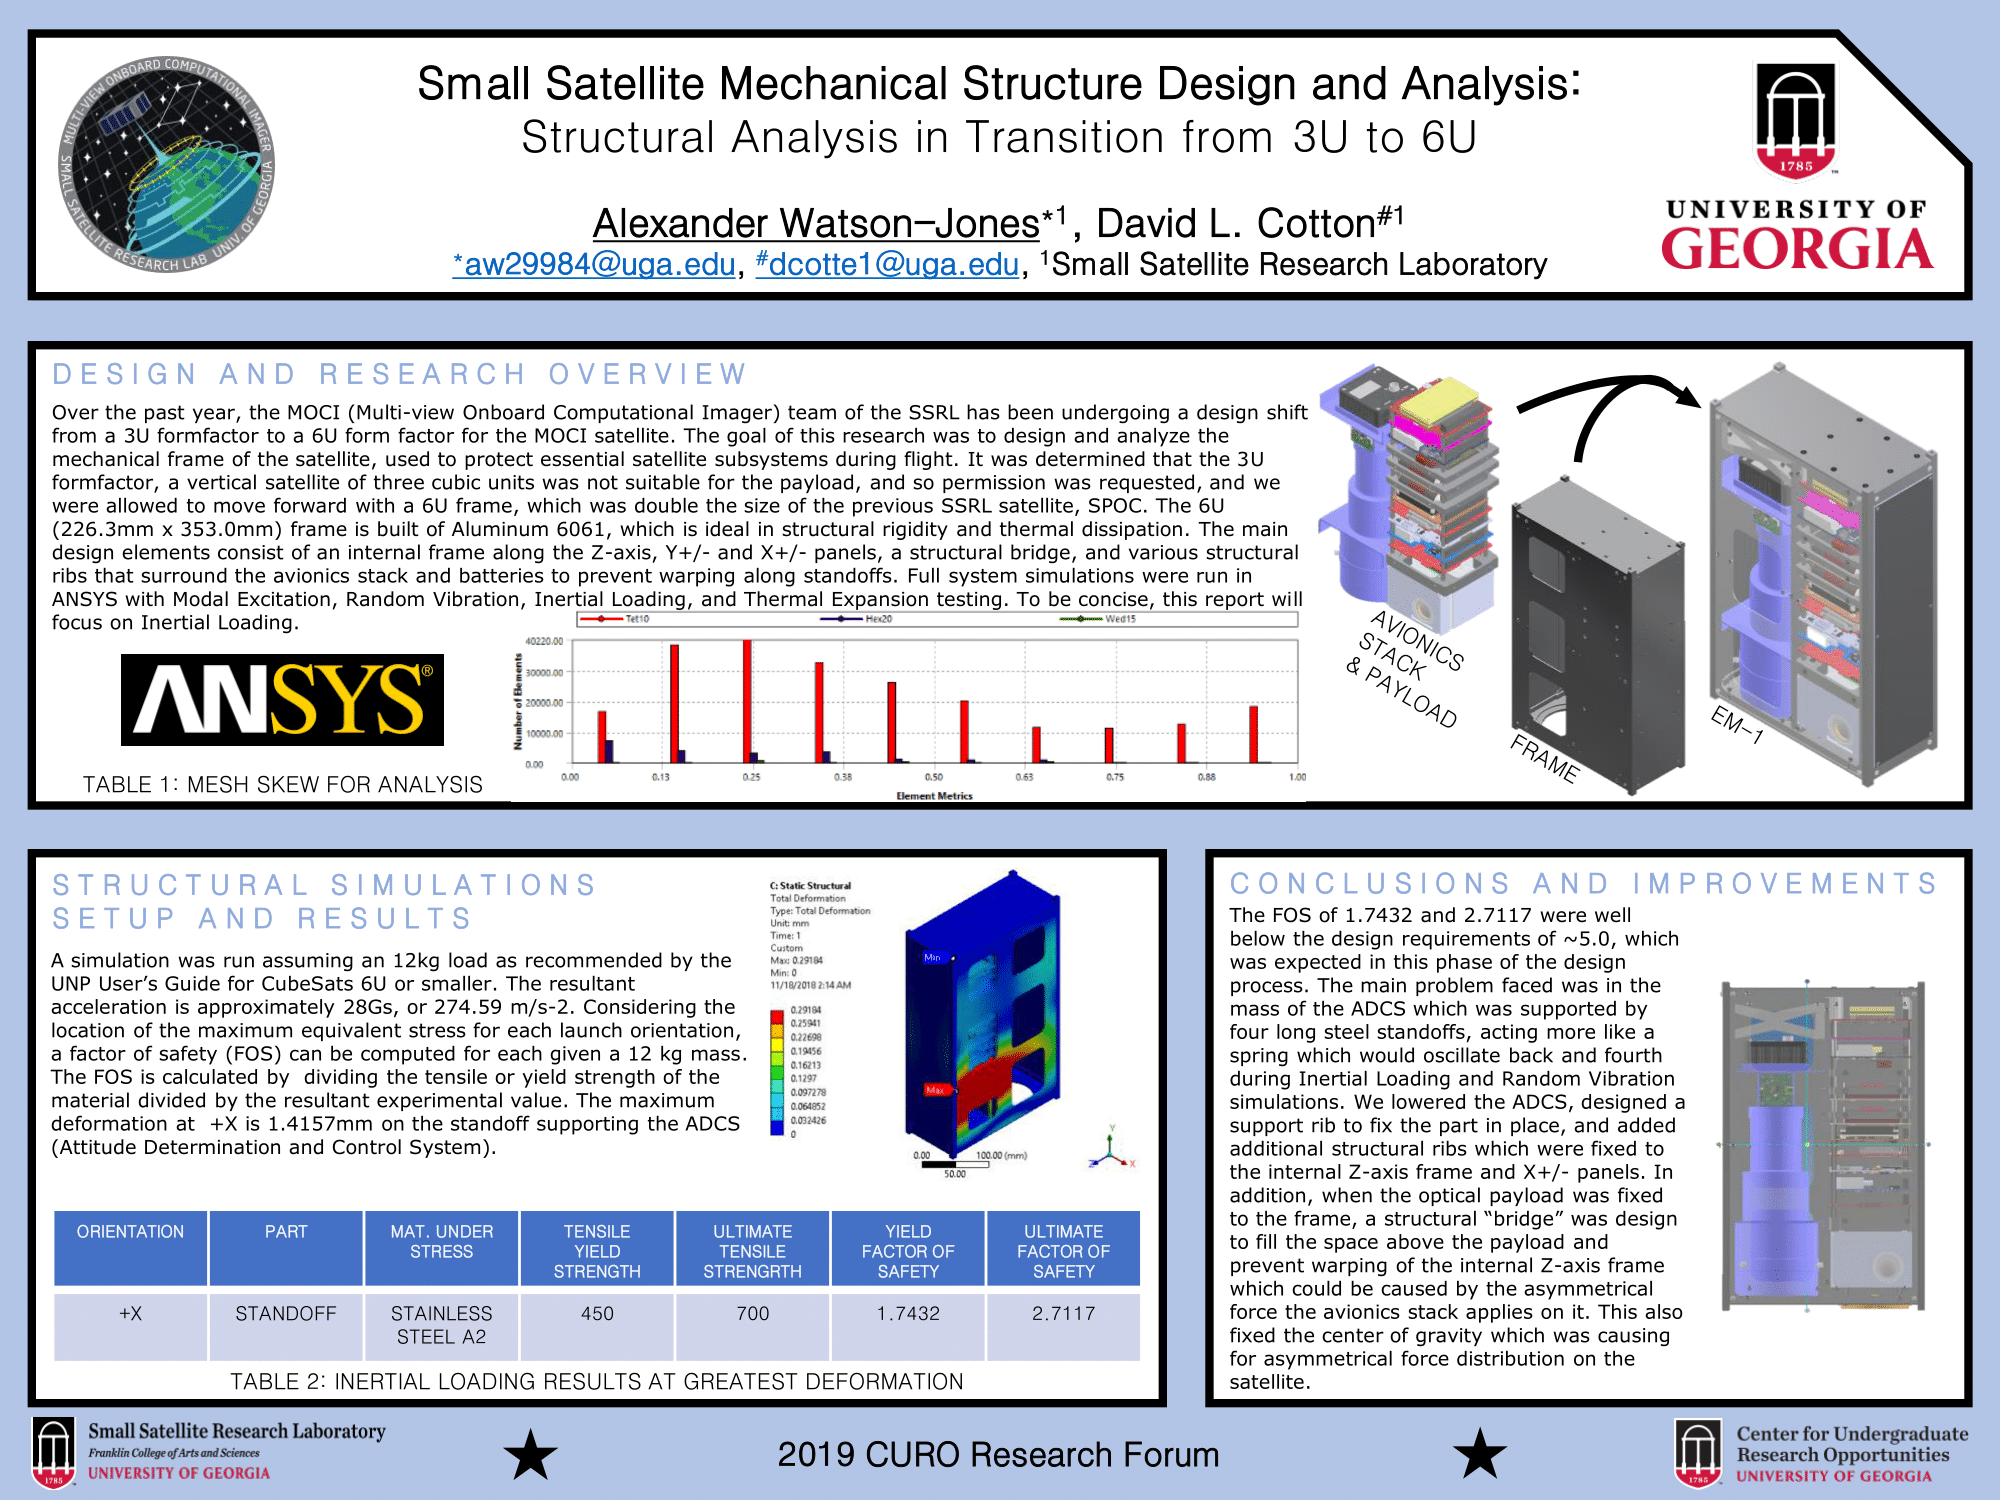 MULTI-VIEW ONBOARD COMPUTATIONAL IMAGER
SMALL SATELLITE RESEARCH LAB UNIV. OF GEORGIA
Small Satellite Mechanical Structure Design and Analysis:
Structural Analysis in Transition from 3U to 6U
Alexander Watson-Jones*1, David L. Cotton#1
*aw29984@uga.edu, #dcotte1@uga.edu, 1Small Satellite Research Laboratory
1785
™
UNIVERSITY OF
GEORGIA
DESIGN AND RESEARCH OVERVIEW
Over the past year, the MOCI (Multi-view Onboard Computational Imager) team of the SSRL has been undergoing a design shift
from a 3U formfactor to a 6U form factor for the MOCI satellite. The goal of this research was to design and analyze the
mechanical frame of the satellite, used to protect essential satellite subsystems during flight. It was determined that the 3U
formfactor, a vertical satellite of three cubic units was not suitable for the payload, and so permission was requested, and we
were allowed to move forward with a 6U frame, which was double the size of the previous SSRL satellite, SPOC. The 6U
(226.3mm x 353.0mm) frame is built of Aluminum 6061, which is ideal in structural rigidity and thermal dissipation. The main
design elements consist of an internal frame along the Z-axis, Y+/- and X+/- panels, a structural bridge, and various structural
ribs that surround the avionics stack and batteries to prevent warping along standoffs. Full system simulations were run in
ANSYS with Modal Excitation, Random Vibration, Inertial Loading, and Thermal Expansion testing. To be concise, this report will
focus on Inertial Loading.
ANSYS®
TABLE 1: MESH SKEW FOR ANALYSIS
Tet10 Hex20 Wed15
Number of Elements
40220.00
30000.00
20000.00
10000.00
0.00
0.00 0.13 0.25 0.38 0.50 0.63 0.75 0.88 1.00
Element Metrics
AVIONICS
STACK
& PAYLOAD
FRAME
EM-1
STRUCTURAL SIMULATIONS
SETUP AND RESULTS
A simulation was run assuming an 12kg load as recommended by the
UNP User's Guide for CubeSats 6U or smaller. The resultant
acceleration is approximately 28Gs, or 274.59 m/s-2. Considering the
location of the maximum equivalent stress for each launch orientation,
a factor of safety (FOS) can be computed for each given a 12 kg mass.
The FOS is calculated by dividing the tensile or yield strength of the
material divided by the resultant experimental value. The maximum
deformation at +X is 1.4157mm on the standoff supporting the ADCS
(Attitude Determination and Control System).
C: Static Structural
Total Deformation
Type: Total Deformation
Unit: mm
Time: 1
Custom
Max: 0.29184
Min: 0
11/18/2018 2:14 AM
0.29184
0.25941
0.22698
0.19456
0.16213
0.1297
0.097278
0.064852
0.032426
0
Min
Max
0.00 100.00 (mm)
50.00
Y
Z X
ORIENTATION PART MAT. UNDER STRESS TENSILE YIELD STRENGTH ULTIMATE TENSILE STRENGRTH YIELD FACTOR OF SAFETY ULTIMATE FACTOR OF SAFETY
+X STANDOFF STAINLESS STEEL A2 450 700 1.7432 2.7117
TABLE 2: INERTIAL LOADING RESULTS AT GREATEST DEFORMATION
CONCLUSIONS AND IMPROVEMENTS
The FOS of 1.7432 and 2.7117 were well
below the design requirements of ~5.0, which
was expected in this phase of the design
process. The main problem faced was in the
mass of the ADCS which was supported by
four long steel standoffs, acting more like a
spring which would oscillate back and fourth
during Inertial Loading and Random Vibration
simulations. We lowered the ADCS, designed a
support rib to fix the part in place, and added
additional structural ribs which were fixed to
the internal Z-axis frame and X+/- panels. In
addition, when the optical payload was fixed
to the frame, a structural “bridge” was design
to fill the space above the payload and
prevent warping of the internal Z-axis frame
which could be caused by the asymmetrical
force the avionics stack applies on it. This also
fixed the center of gravity which was causing
for asymmetrical force distribution on the
satellite.
1785
Small Satellite Research Laboratory
Franklin College of Arts and Sciences
UNIVERSITY OF GEORGIA
2019 CURO Research Forum
1785
Center for Undergraduate
Research Opportunities
UNIVERSITY OF GEORGIA